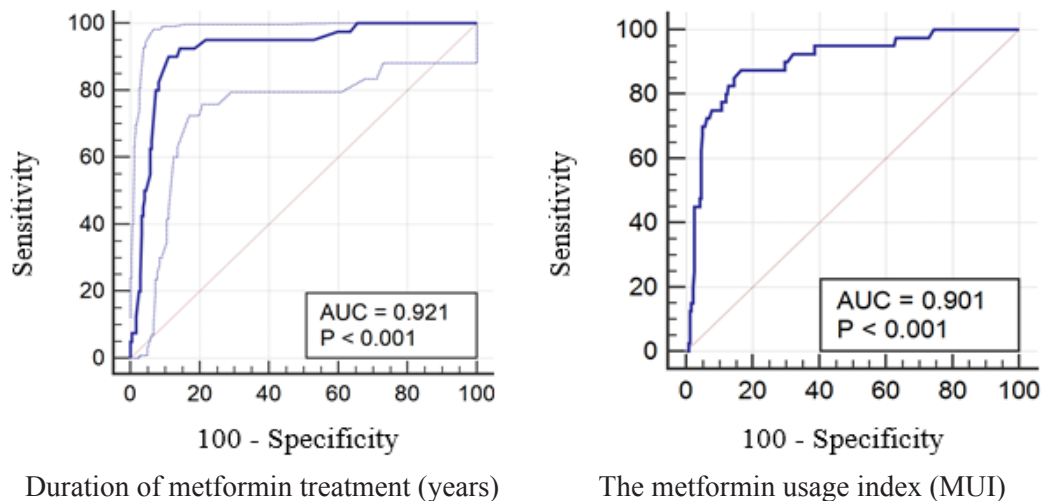 100
80
60
40
20
0
Sensitivity
AUC = 0.921
P < 0.001
0 20 40 60 80 100
100 - Specificity
Duration of metformin treatment (years)
100
80
60
40
20
0
Sensitivity
AUC = 0.901
P < 0.001
0 20 40 60 80 100
100 - Specificity
The metformin usage index (MUI)